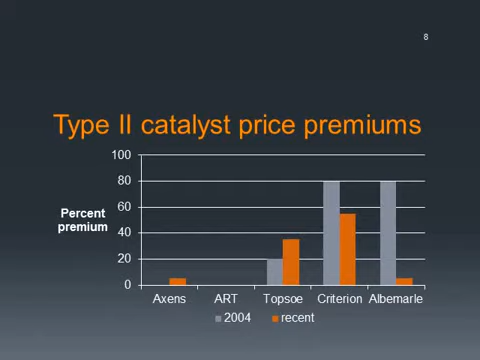 8
Type II catalyst price premiums
100
80
60
40
20
0
Percent
premium
Axens ART Topsoe Criterion Albemarle
2004 recent